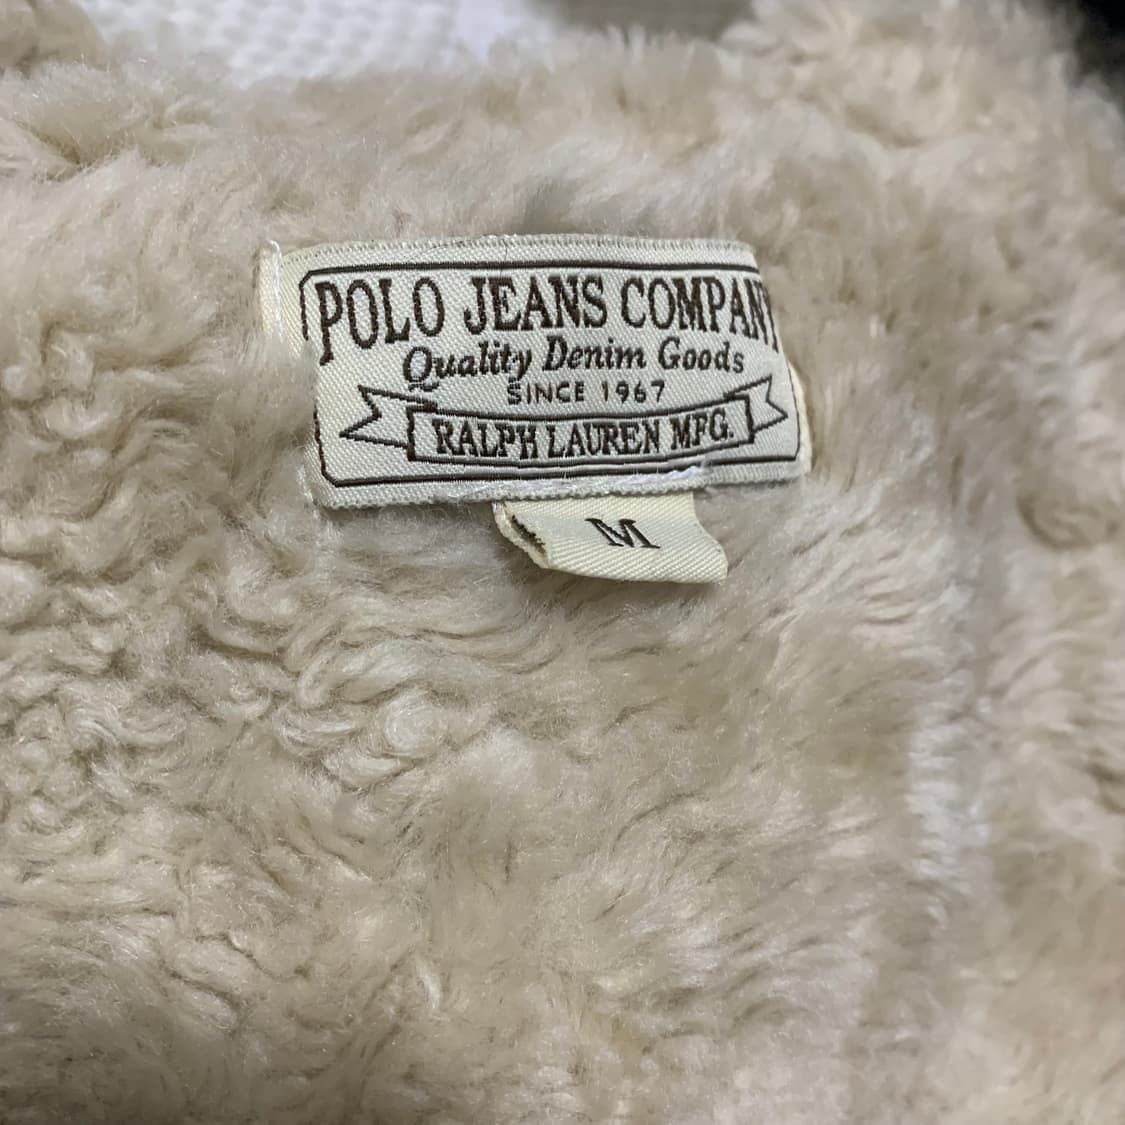 POLO JEANS COMPANY
Quality Denim Goods
SINCE 1967
RALPH LAUREN MFG.
M